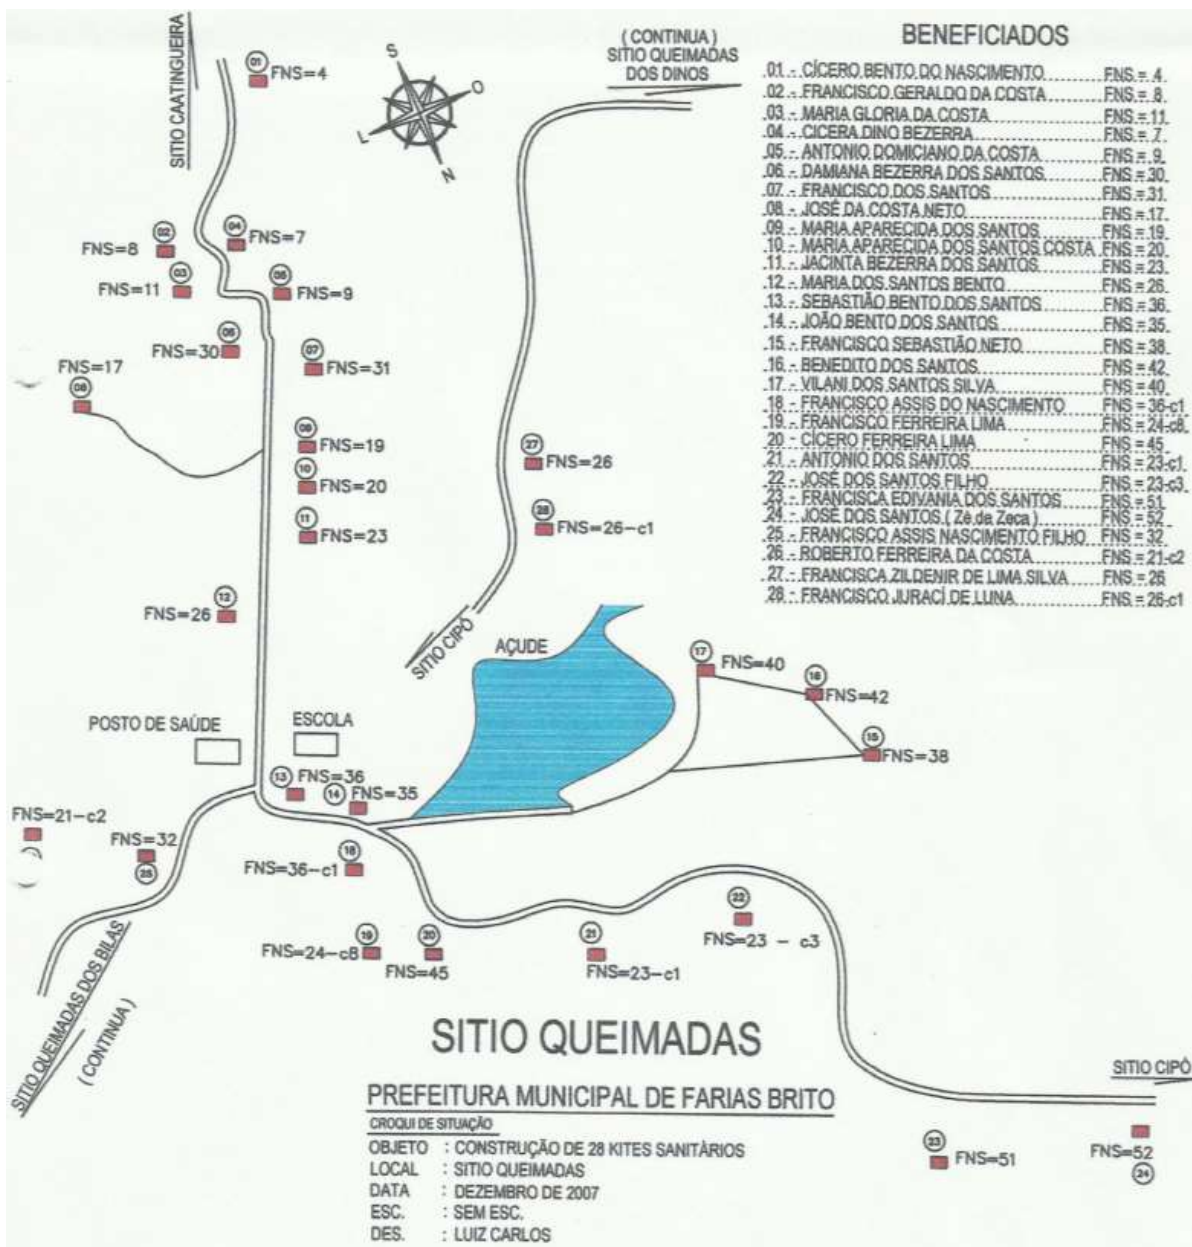 SITIO CAATINGUEIRA
01
FNS=4
S
O
L
N
( CONTINUA )
SITIO QUEIMADAS
DOS DINOS
BENEFICIADOS
01 - CÍCERO BENTO DO NASCIMENTO FNS = 4
02 - FRANCISCO GERALDO DA COSTA FNS = 8
03 - MARIA GLORIA DA COSTA FNS = 11
04 - CICERA DINO BEZERRA FNS = 7
05 - ANTONIO DOMICIANO DA COSTA FNS = 9
06 - DAMIANA BEZERRA DOS SANTOS FNS = 30
07 - FRANCISCO DOS SANTOS FNS = 31
08 - JOSÉ DA COSTA NETO FNS = 17
09 - MARIA APARECIDA DOS SANTOS FNS = 19
10 - MARIA APARECIDA DOS SANTOS COSTA FNS = 20
11 - JACINTA BEZERRA DOS SANTOS FNS = 23
12 - MARIA DOS SANTOS BENTO FNS = 26
13 - SEBASTIÃO BENTO DOS SANTOS FNS = 36
14 - JOÃO BENTO DOS SANTOS FNS = 35
15 - FRANCISCO SEBASTIÃO NETO FNS = 38
16 - BENEDITO DOS SANTOS FNS = 42
17 - VILANI DOS SANTOS SILVA FNS = 40
18 - FRANCISCO ASSIS DO NASCIMENTO FNS = 36-c1
19 - FRANCISCO FERREIRA LIMA FNS = 24-c8
20 - CÍCERO FERREIRA LIMA FNS = 45
21 - ANTONIO DOS SANTOS FNS = 23-c1
22 - JOSÉ DOS SANTOS FILHO FNS = 23-c3
23 - FRANCISCA EDIVANIA DOS SANTOS FNS = 51
24 - JOSÉ DOS SANTOS ( Zé da Zeca ) FNS = 52
25 - FRANCISCO ASSIS NASCIMENTO FILHO FNS = 32
26 - ROBERTO FERREIRA DA COSTA FNS = 21-c2
27 - FRANCISCA ZILDENIR DE LIMA SILVA FNS = 26
28 - FRANCISCO JURACÍ DE LUNA FNS = 26-c1
02
FNS=8
04
FNS=7
03
FNS=11
05
FNS=9
06
FNS=30
07
FNS=31
FNS=17
08
09
FNS=19
10
FNS=20
11
FNS=23
27
FNS=26
28
FNS=26-c1
12
FNS=26
SITIO CIPÓ
AÇUDE
17
FNS=40
16
FNS=42
15
FNS=38
POSTO DE SAÚDE
ESCOLA
13
FNS=36
14
FNS=35
FNS=21-c2
FNS=32
25
18
FNS=36-c1
19
FNS=24-c8
20
FNS=45
21
FNS=23-c1
22
FNS=23 - c3
SITIO QUEIMADAS DOS BILAS
( CONTINUA )
SITIO CIPÓ
23
FNS=51
FNS=52
24
SITIO QUEIMADAS
PREFEITURA MUNICIPAL DE FARIAS BRITO
CROQUI DE SITUAÇÃO
OBJETO : CONSTRUÇÃO DE 28 KITES SANITÀRIOS
LOCAL : SITIO QUEIMADAS
DATA : DEZEMBRO DE 2007
ESC. : SEM ESC.
DES. : LUIZ CARLOS